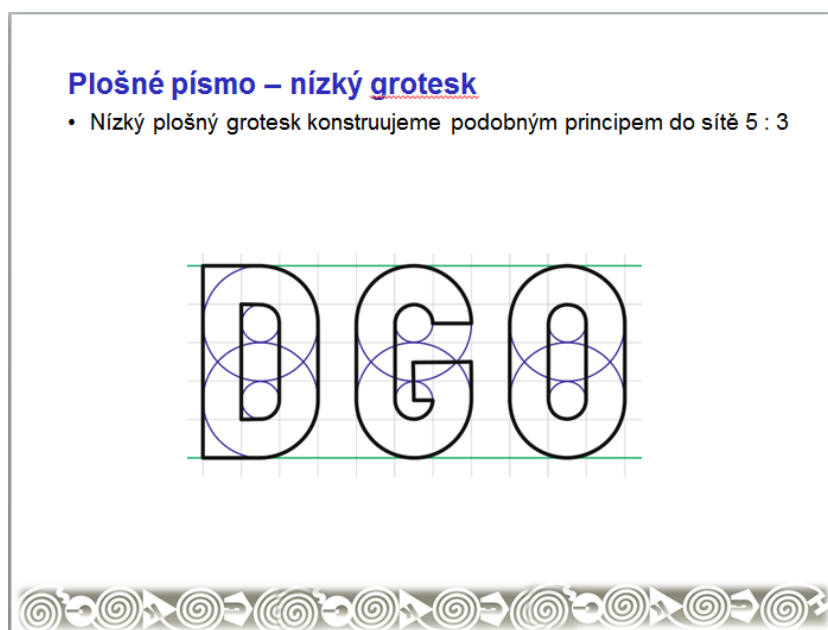 Plošné písmo – nízký grotesk
• Nízký plošný grotesk konstruujeme podobným principem do sítě 5 : 3
DGO